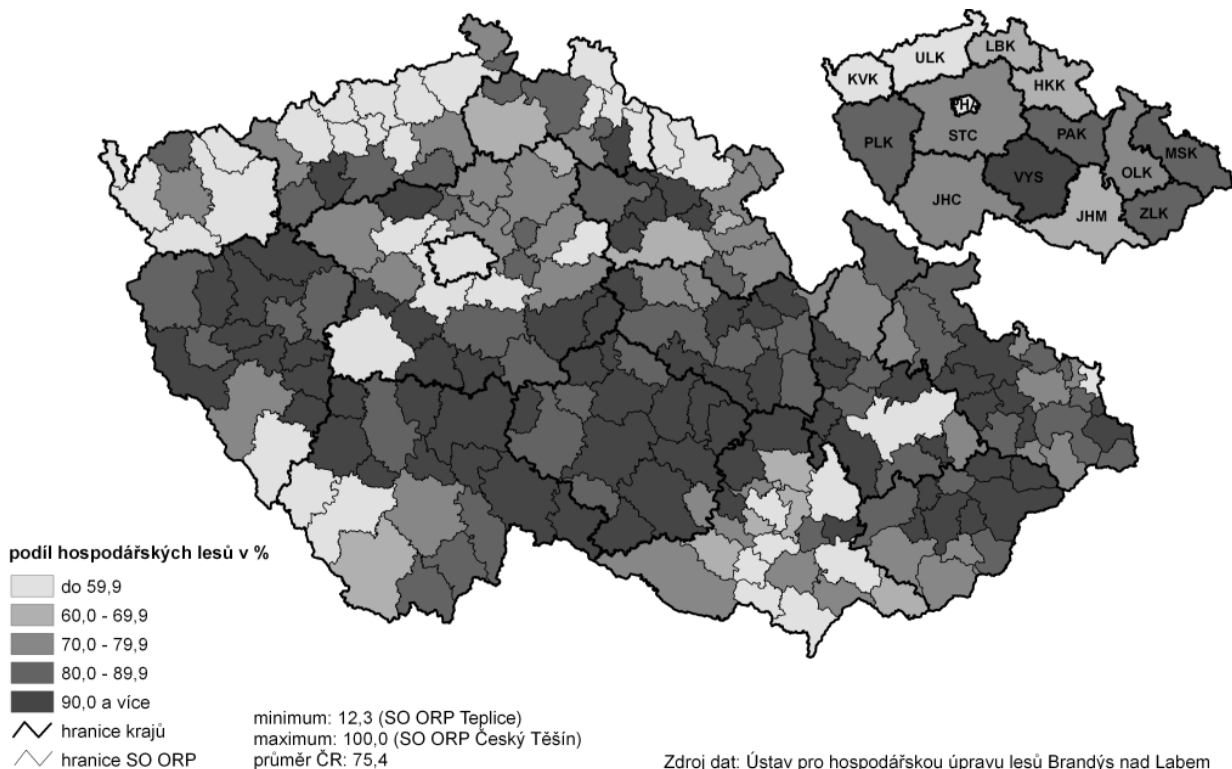 LBK
ULK
KVK
HKK
PHA
STC
PAK
PLK
MSK
OLK
VYS
JHC
JHM
ZLK
podíl hospodářských lesů v %
do 59,9
60,0 - 69,9
70,0 - 79,9
80,0 - 89,9
90,0 a více
hranice krajů
hranice SO ORP
minimum: 12,3 (SO ORP Teplice)
maximum: 100,0 (SO ORP Český Těšín)
průměr ČR: 75,4
Zdroj dat: Ústav pro hospodářskou úpravu lesů Brandýs nad Labem